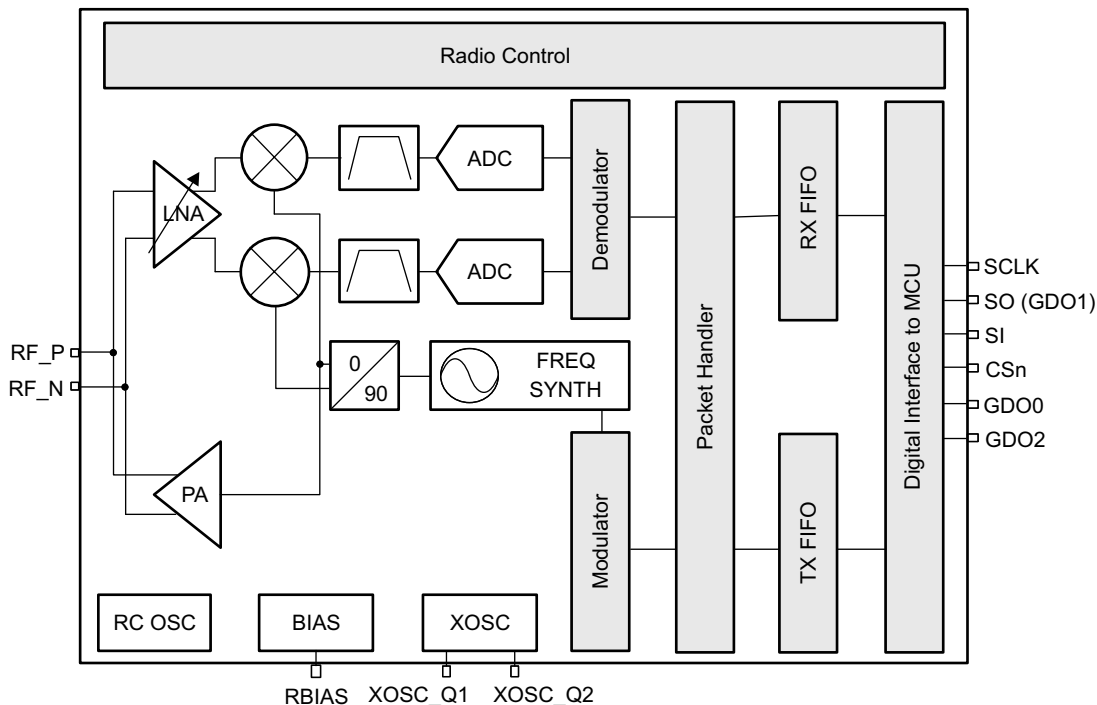 Radio Control
LNA
ADC
ADC
Demodulator
Packet Handler
RX FIFO
Digital Interface to MCU
SCLK
SO (GDO1)
SI
CSn
GDO0
GDO2
RF_P
RF_N
0
90
FREQ
SYNTH
PA
Modulator
TX FIFO
RC OSC
BIAS
XOSC
RBIAS
XOSC_Q1
XOSC_Q2